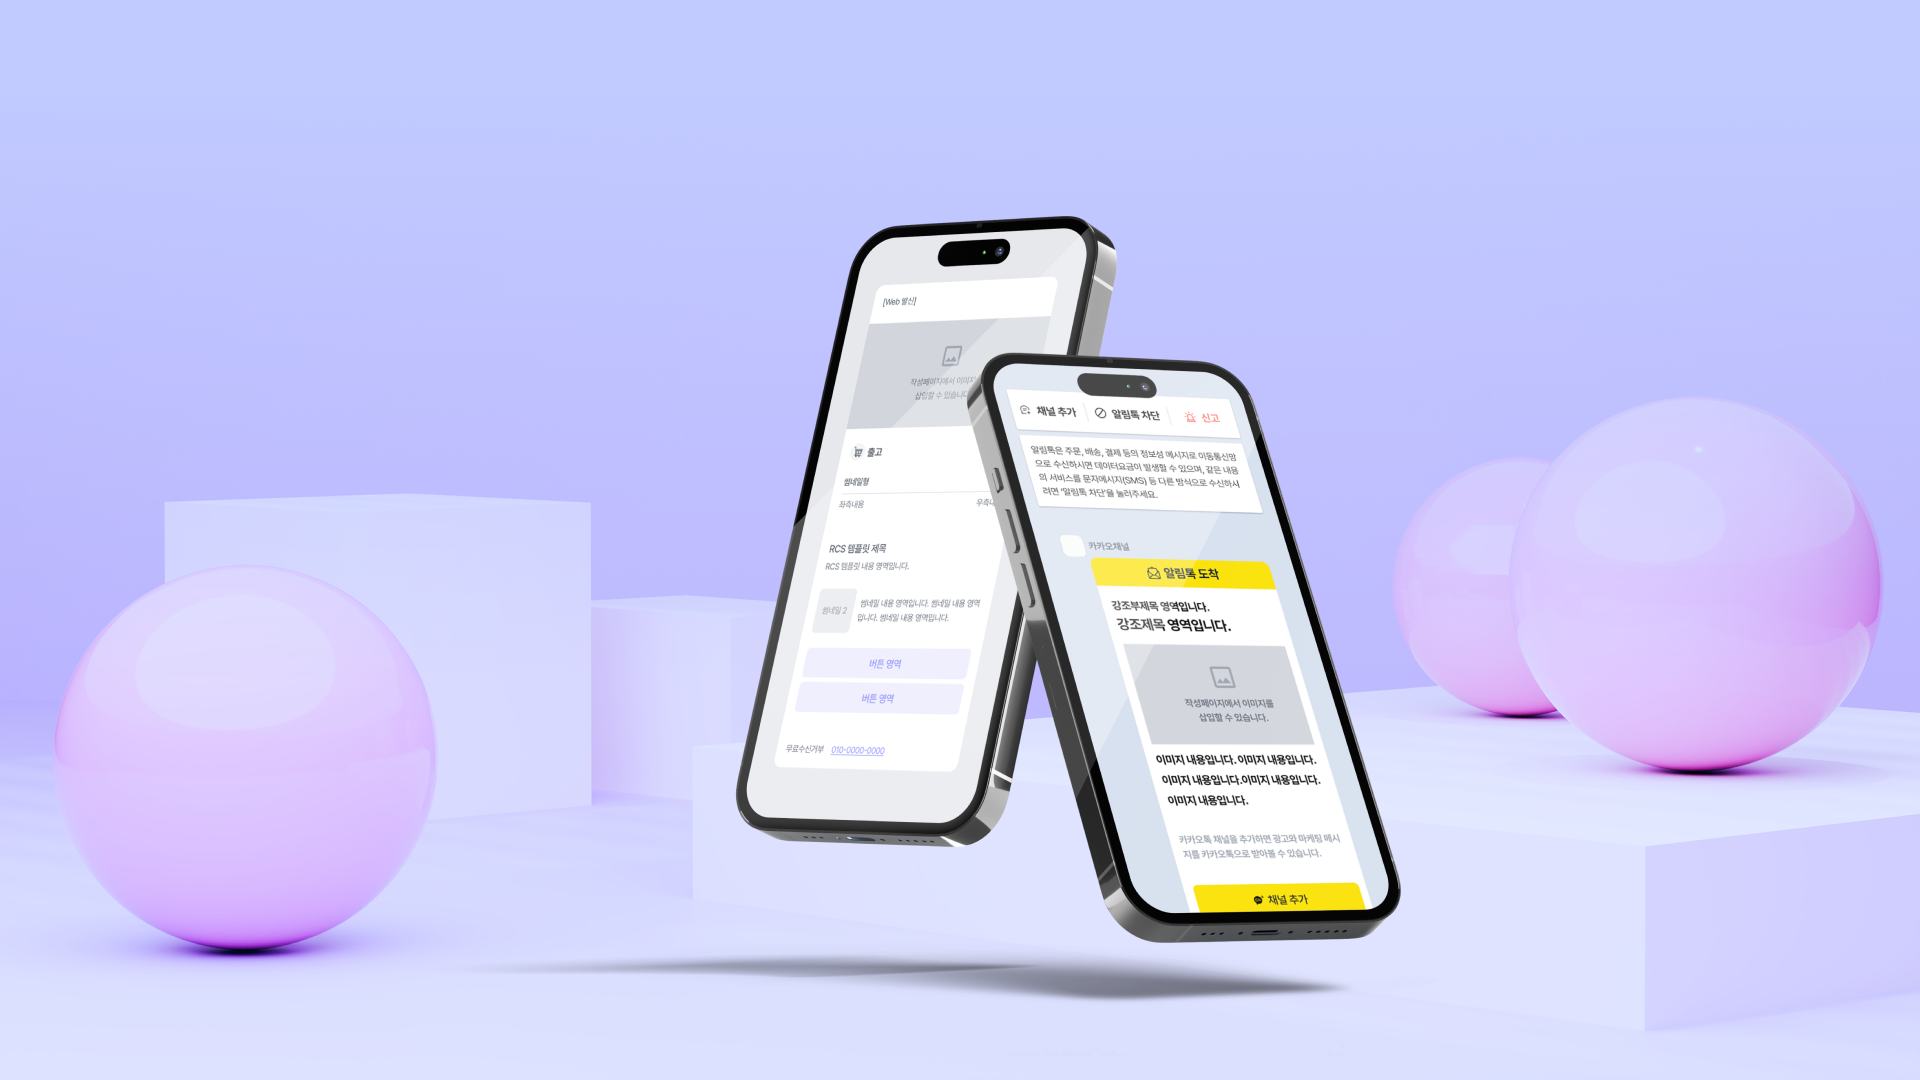 [Web 발신]
작성페이지에서 이미지
삽입할 수 있습니다
출고
썸네일형
좌측내용
우측내
RCS 템플릿 제목
RCS 템플릿 내용 영역입니다.
썸네일 2
썸네일 내용 영역입니다. 썸네일 내용 영역
입니다. 썸네일 내용 영역입니다.
버튼 영역
버튼 영역
무료수신거부 010-0000-0000
채널 추가
알림톡 차단
신고
알림톡은 주문, 배송, 결제 등의 정보성 메시지로 이동통신망
으로 수신하시면 데이터요금이 발생할 수 있으며, 같은 내용
의 서비스를 문자메시지(SMS) 등 다른 방식으로 수신하시
려면 '알림톡 차단'을 눌러주세요.
카카오채널
알림톡 도착
강조부제목 영역입니다.
강조제목 영역입니다.
작성페이지에서 이미지를
삽입할 수 있습니다.
이미지 내용입니다. 이미지 내용입니다.
이미지 내용입니다.이미지 내용입니다.
이미지 내용입니다.
카카오톡 채널을 추가하면 광고와 마케팅 메시
지를 카카오톡으로 받아볼 수 있습니다.
채널 추가